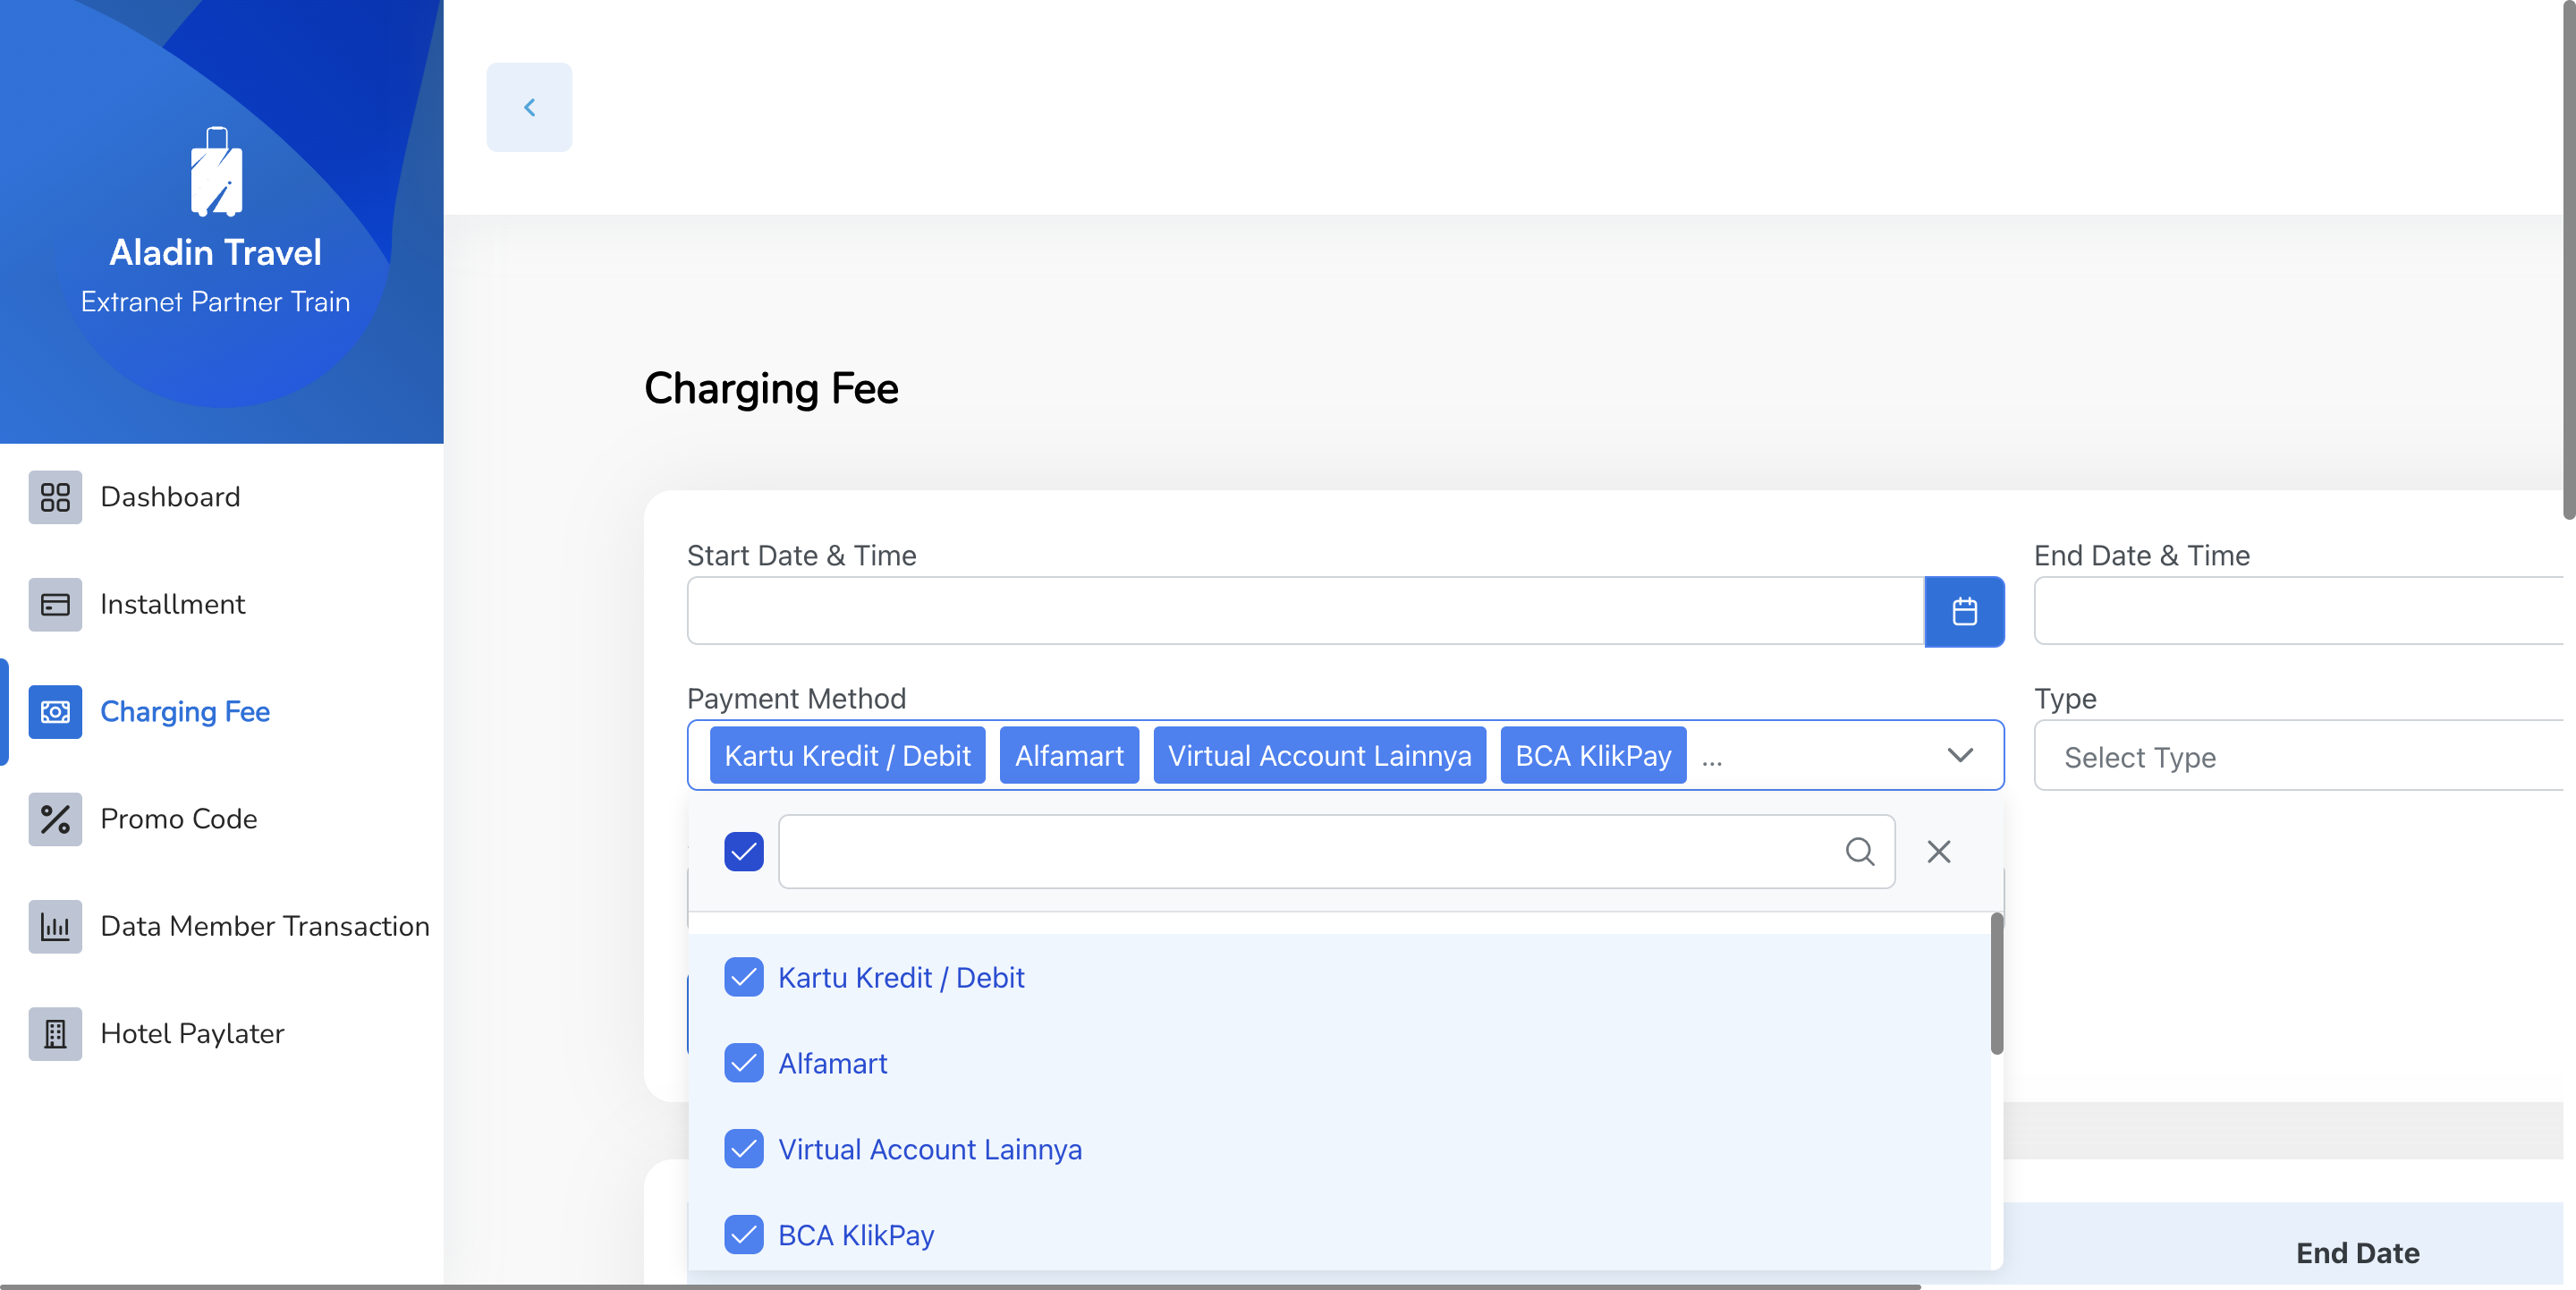 Aladin Travel
Extranet Partner Train
Dashboard
Installment
Charging Fee
Promo Code
Data Member Transaction
Hotel Paylater
Charging Fee
Start Date & Time
End Date & Time
Payment Method
Type
Kartu Kredit / Debit Alfamart Virtual Account Lainnya BCA KlikPay ...
Select Type
Kartu Kredit / Debit
Alfamart
Virtual Account Lainnya
BCA KlikPay
End Date